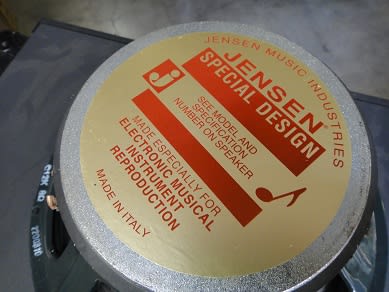 JENSEN MUSIC INDUSTRIES
JENSEN®
SPECIAL DESIGN
SEE MODEL AND
SPECIFICATION
NUMBER ON SPEAKER
MADE ESPECIALLY FOR
ELECTRONIC MUSICAL
INSTRUMENT
REPRODUCTION
MADE IN ITALY